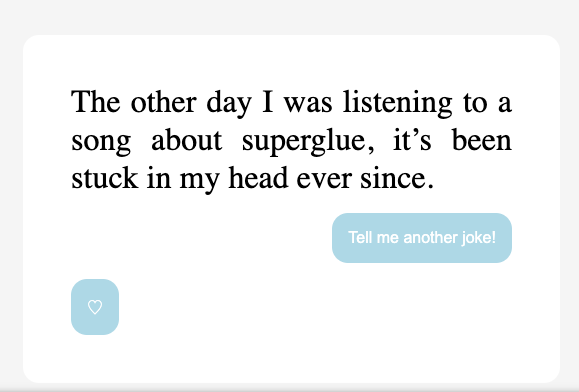 The other day I was listening to a
song about superglue, it’s been
stuck in my head ever since.
Tell me another joke!
♡